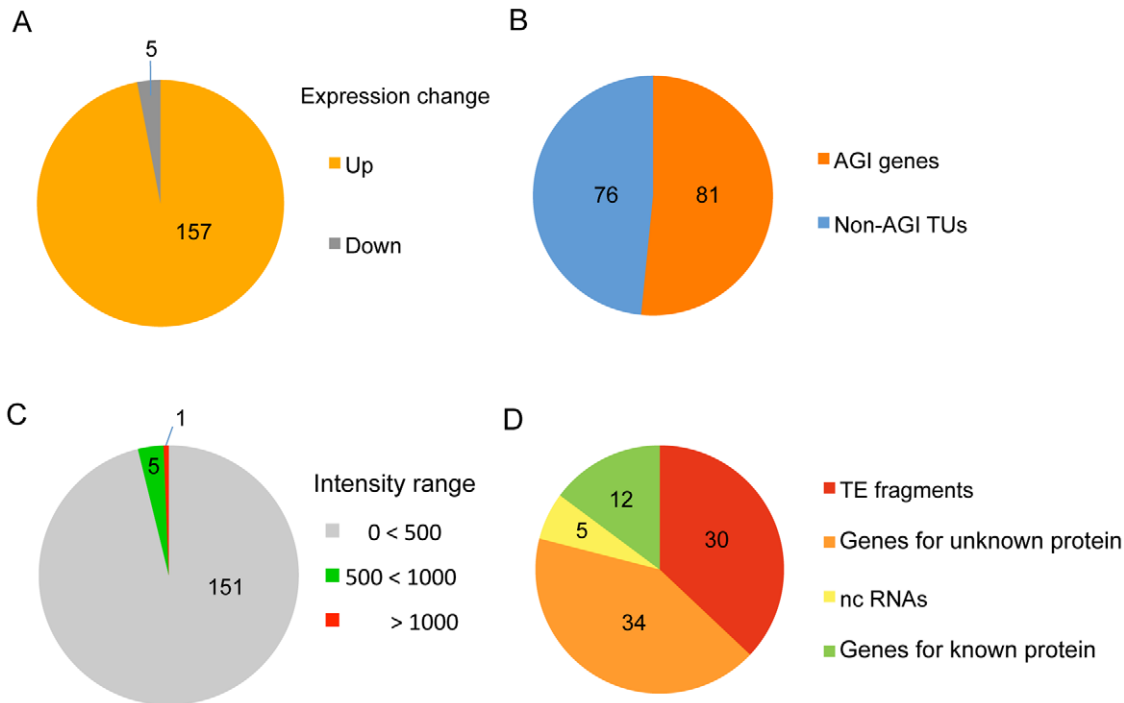 A
5
157
Expression change
Up
Down
B
76
81
AGI genes
Non-AGI TUs
C
1
5
151
Intensity range
0 < 500
500 < 1000
> 1000
D
12
5
30
34
TE fragments
Genes for unknown protein
nc RNAs
Genes for known protein